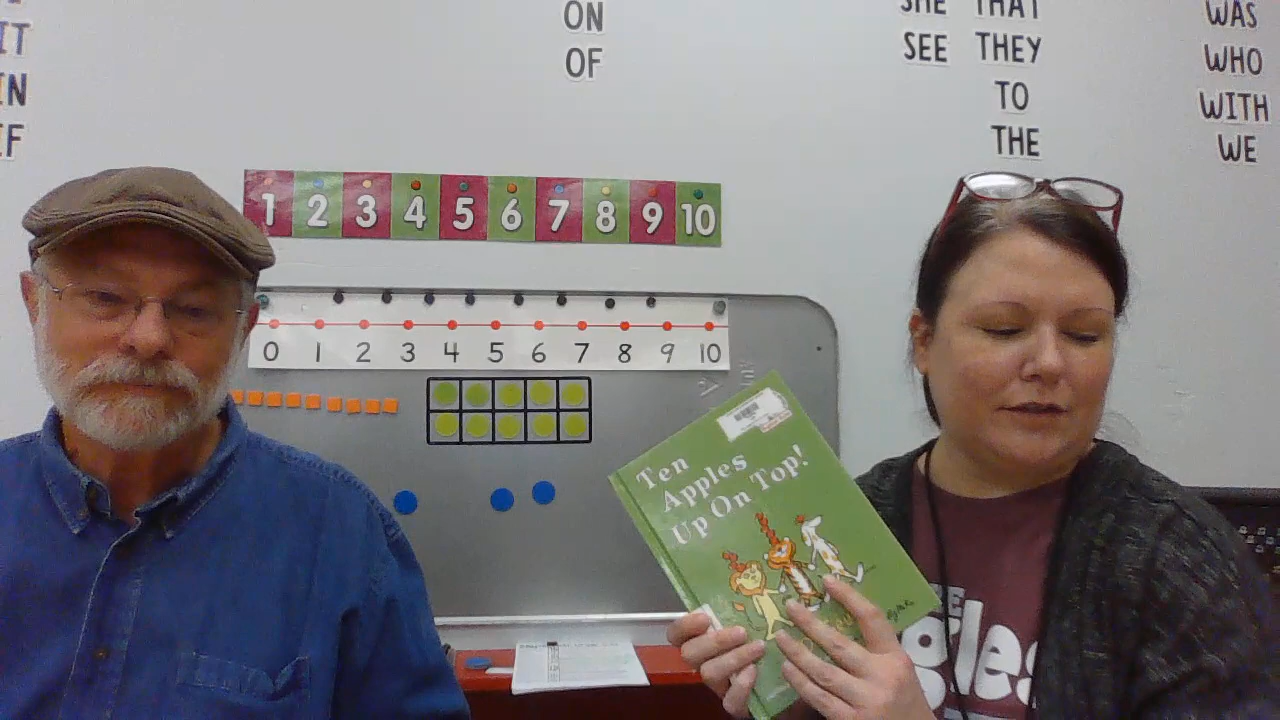 ON
OF
IT
IN
IF
SHE
SEE
THAT
THEY
TO
THE
WAS
WHO
WITH
WE
1 2 3 4 5 6 7 8 9 10
0 1 2 3 4 5 6 7 8 9 10
Ten
Apples
Up On Top!